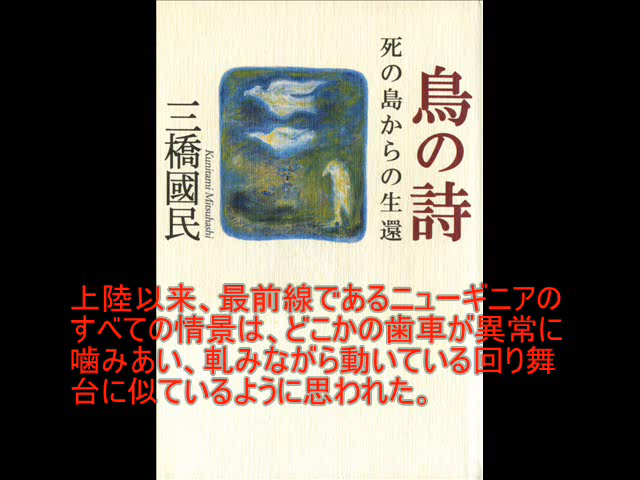 鳥の詩
死の島からの生還
三橋國民
Kunitami Mitsuhashi
上陸以来、最前線であるニューギニアの
すべての情景は、どこかの歯車が異常に
噛みあい、軋みながら動いている回り舞
台に似ているように思われた。